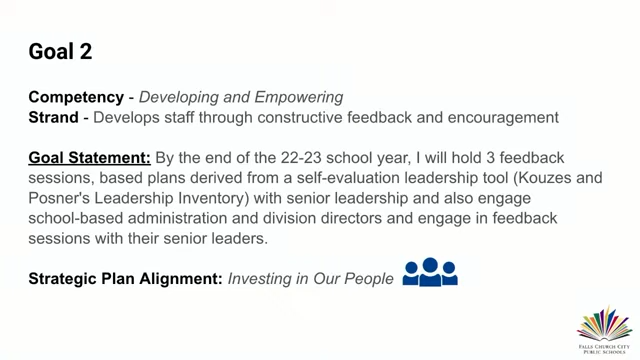 Goal 2
Competency - Developing and Empowering
Strand - Develops staff through constructive feedback and encouragement
Goal Statement: By the end of the 22-23 school year, I will hold 3 feedback
sessions, based plans derived from a self-evaluation leadership tool (Kouzes and
Posner's Leadership Inventory) with senior leadership and also engage
school-based administration and division directors and engage in feedback
sessions with their senior leaders.
Strategic Plan Alignment: Investing in Our People
FALLS CHURCH CITY
PUBLIC SCHOOLS